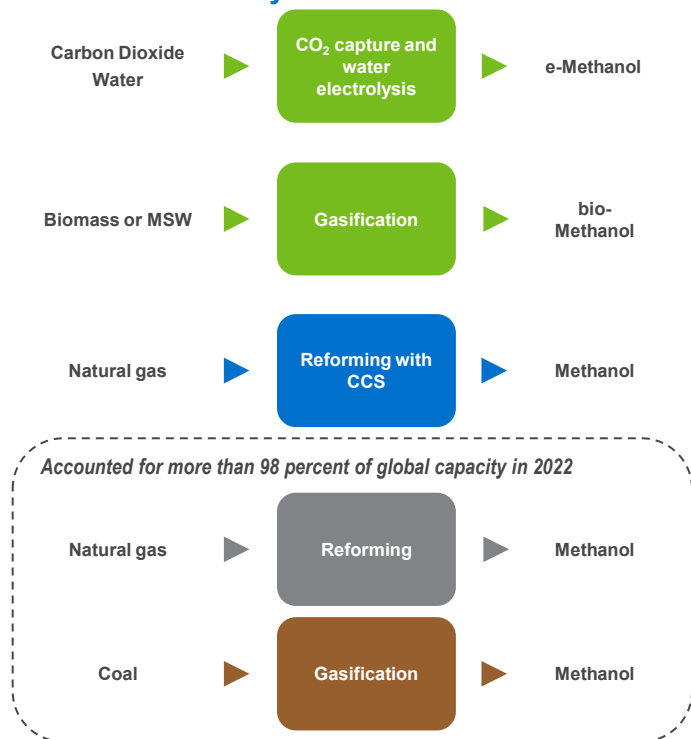 Carbon Dioxide
Water
CO₂ capture and
water
electrolysis
e-Methanol
Biomass or MSW
Gasification
bio-
Methanol
Natural gas
Reforming with
CCS
Methanol
Accounted for more than 98 percent of global capacity in 2022
Natural gas
Reforming
Methanol
Coal
Gasification
Methanol